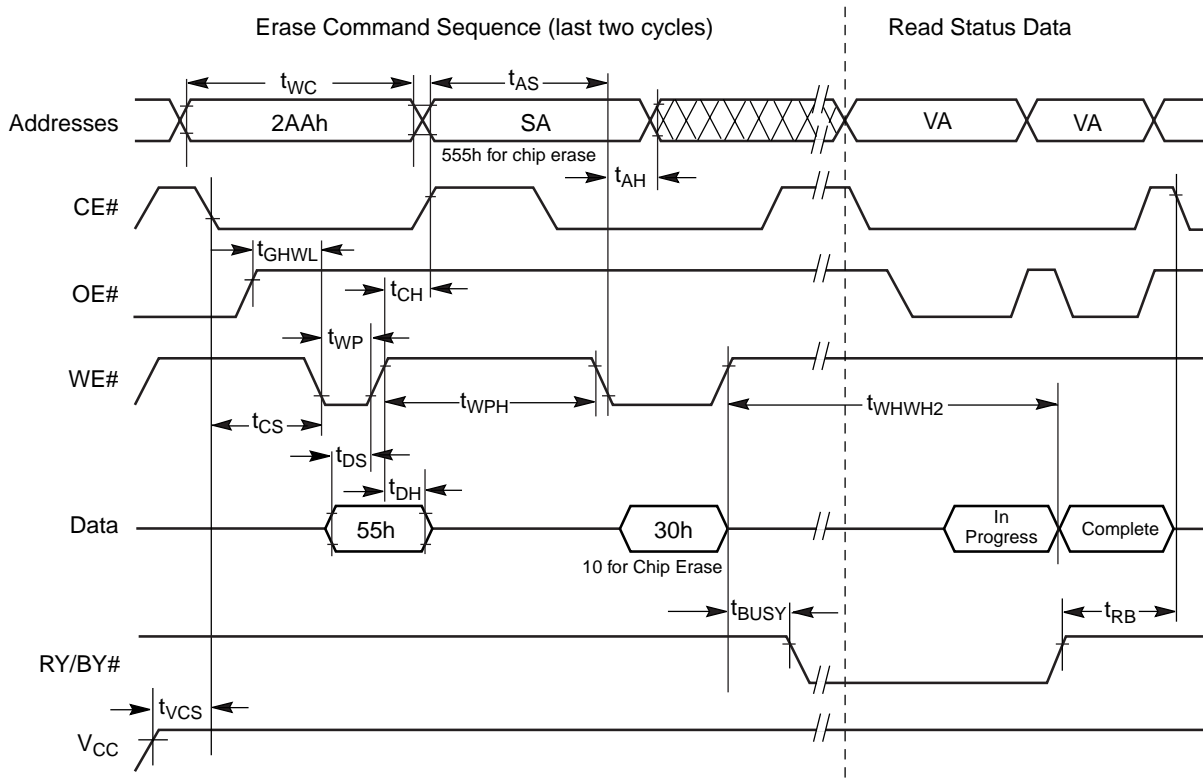 Erase Command Sequence (last two cycles)
Read Status Data
tWC
tAS
Addresses
2AAh
SA
VA
VA
555h for chip erase
tAH
CE#
tGHWL
OE#
tCH
tWP
WE#
tWPH
tWHWH2
tCS
tDS
tDH
Data
55h
30h
In
Progress
Complete
10 for Chip Erase
tBUSY
tRB
RY/BY#
tVCS
VCC